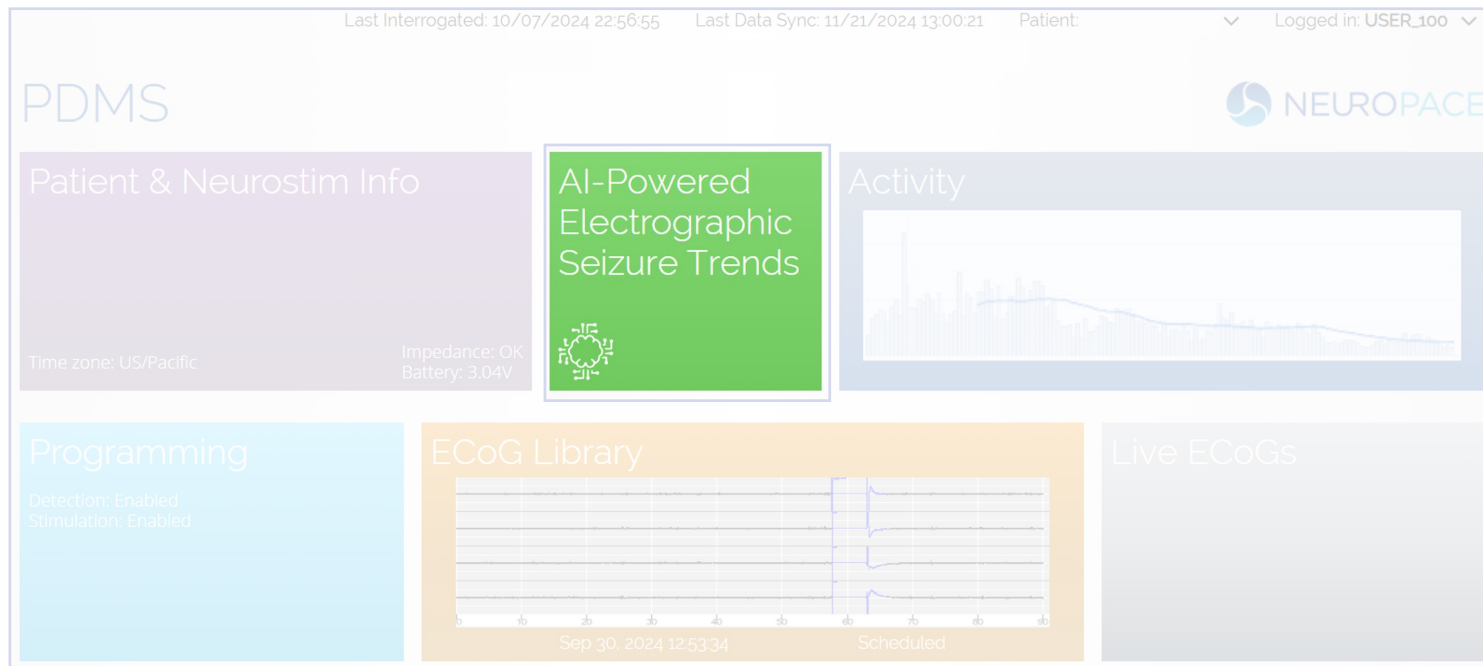 Last Interrogated: 10/07/2024 22:56:55 Last Data Sync: 11/21/2024 13:00:21 Patient: Logged in: USER_100
PDMS
NEUROPACE
Patient & Neurostim Info
Time zone: US/Pacific
Impedance: OK
Battery: 3.04V
AI-Powered
Electrographic
Seizure Trends
Activity
Programming
Detection: Enabled
Stimulation: Enabled
ECoG Library
0 10 20 30 40 50 60 70 80 90
Sep 30, 2024 12:53:34 Scheduled
Live ECoGs